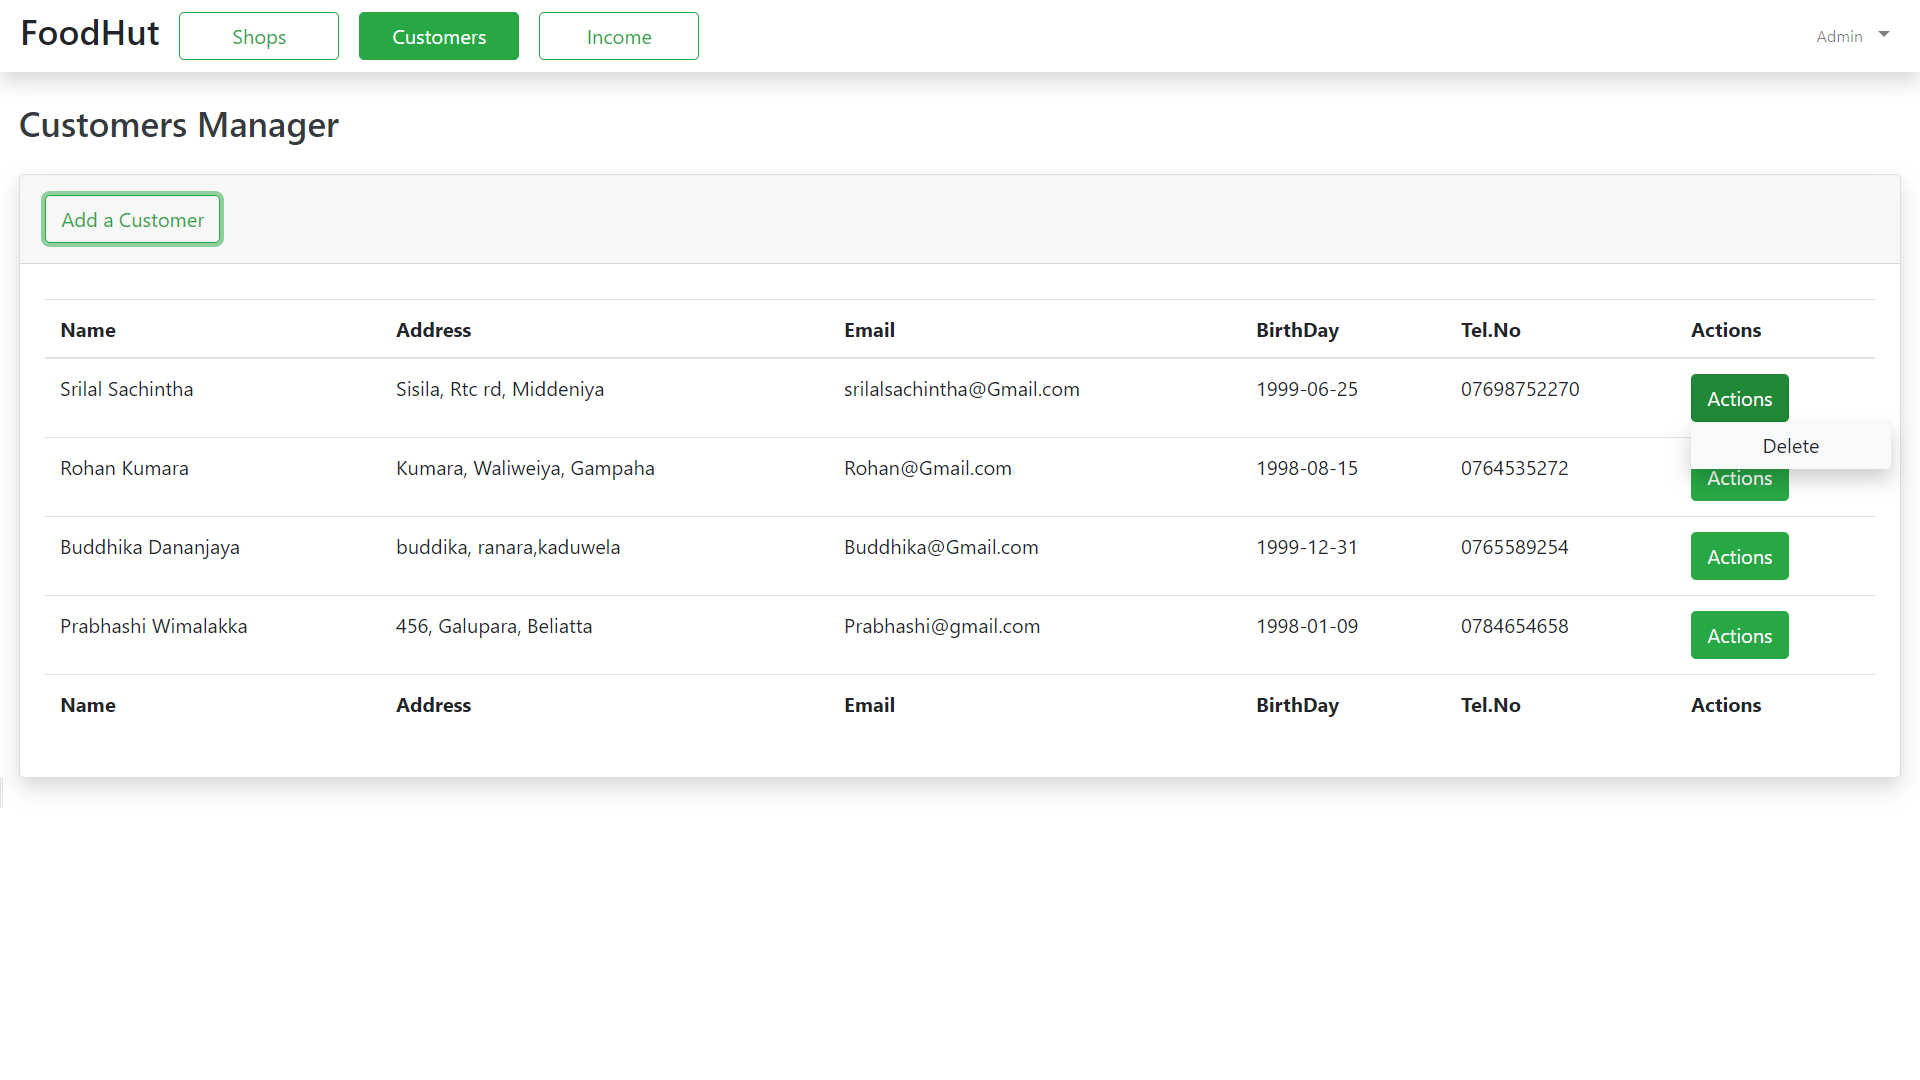 FoodHut Shops Customers Income Admin
Customers Manager
Add a Customer
Name Address Email BirthDay Tel.No Actions
Srilal Sachintha Sisila, Rtc rd, Middeniya srilalsachintha@Gmail.com 1999-06-25 07698752270 Actions
Delete
Rohan Kumara Kumara, Waliweiya, Gampaha Rohan@Gmail.com 1998-08-15 0764535272 Actions
Buddhika Dananjaya buddika, ranara,kaduwela Buddhika@Gmail.com 1999-12-31 0765589254 Actions
Prabhashi Wimalakka 456, Galupara, Beliatta Prabhashi@gmail.com 1998-01-09 0784654658 Actions
Name Address Email BirthDay Tel.No Actions